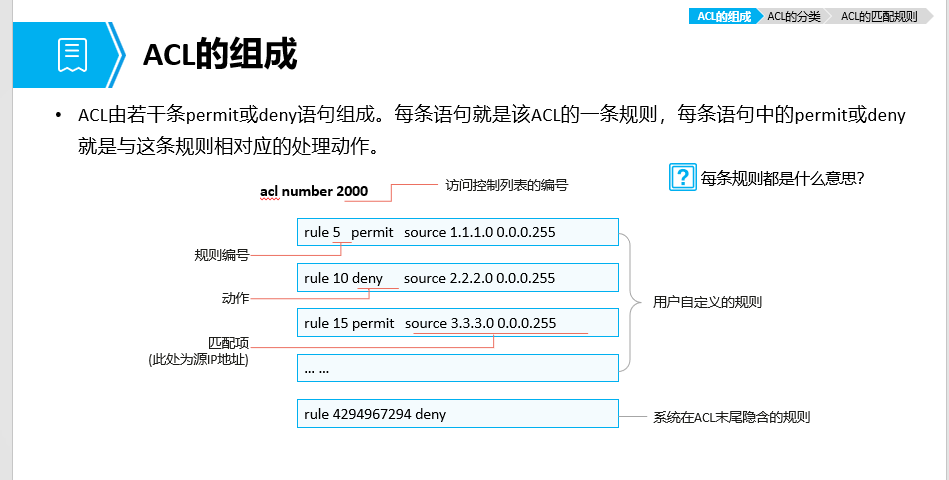 ACL的组成 ACL的分类 ACL的匹配规则
ACL的组成
• ACL由若干条permit或deny语句组成。每条语句就是该ACL的一条规则，每条语句中的permit或deny
就是与这条规则相对应的处理动作。
? 每条规则都是什么意思？
acl number 2000
访问控制列表的编号
rule 5 permit source 1.1.1.0 0.0.0.255
规则编号
rule 10 deny source 2.2.2.0 0.0.0.255
动作
用户自定义的规则
rule 15 permit source 3.3.3.0 0.0.0.255
匹配项
(此处为源IP地址)
... ...
rule 4294967294 deny
系统在ACL末尾隐含的规则